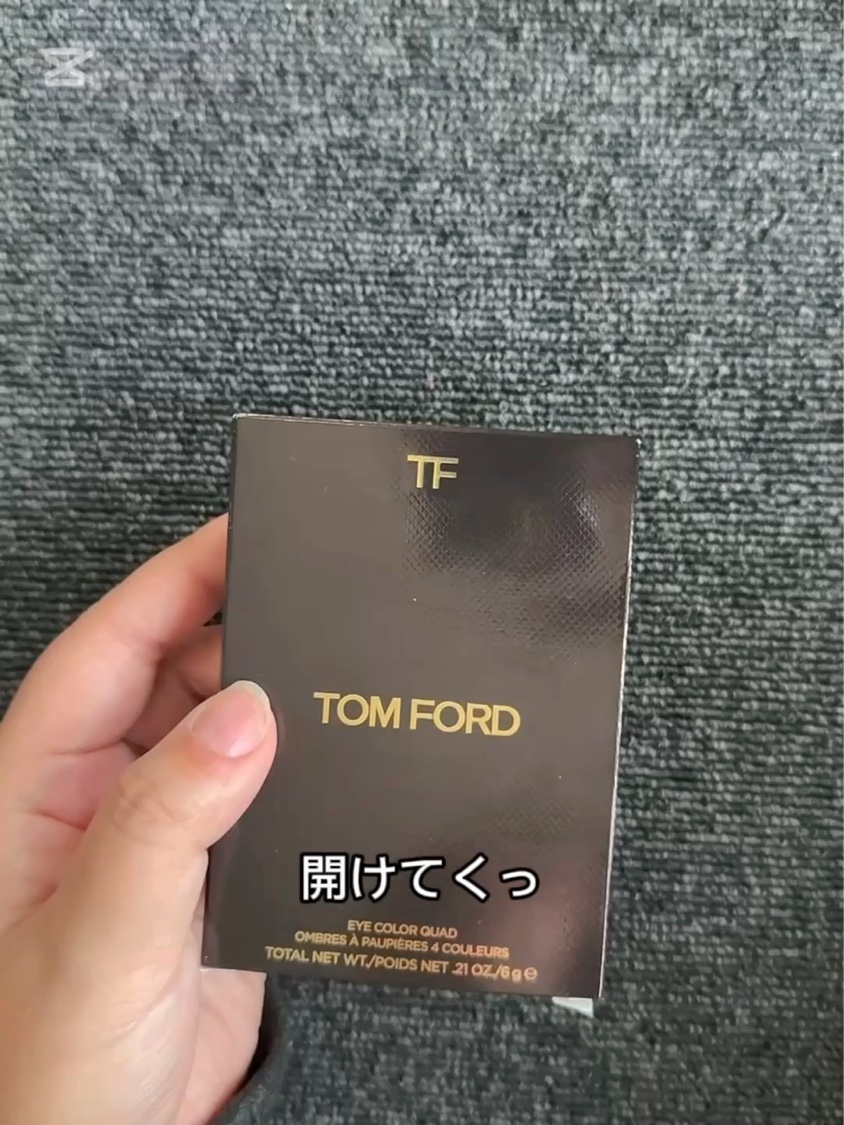 TF
TOM FORD
開けてくっ
EYE COLOR QUAD
OMBRES À PAUPIÈRES 4 COULEURS
TOTAL NET WT./POIDS NET .21 OZ./6 g ℮